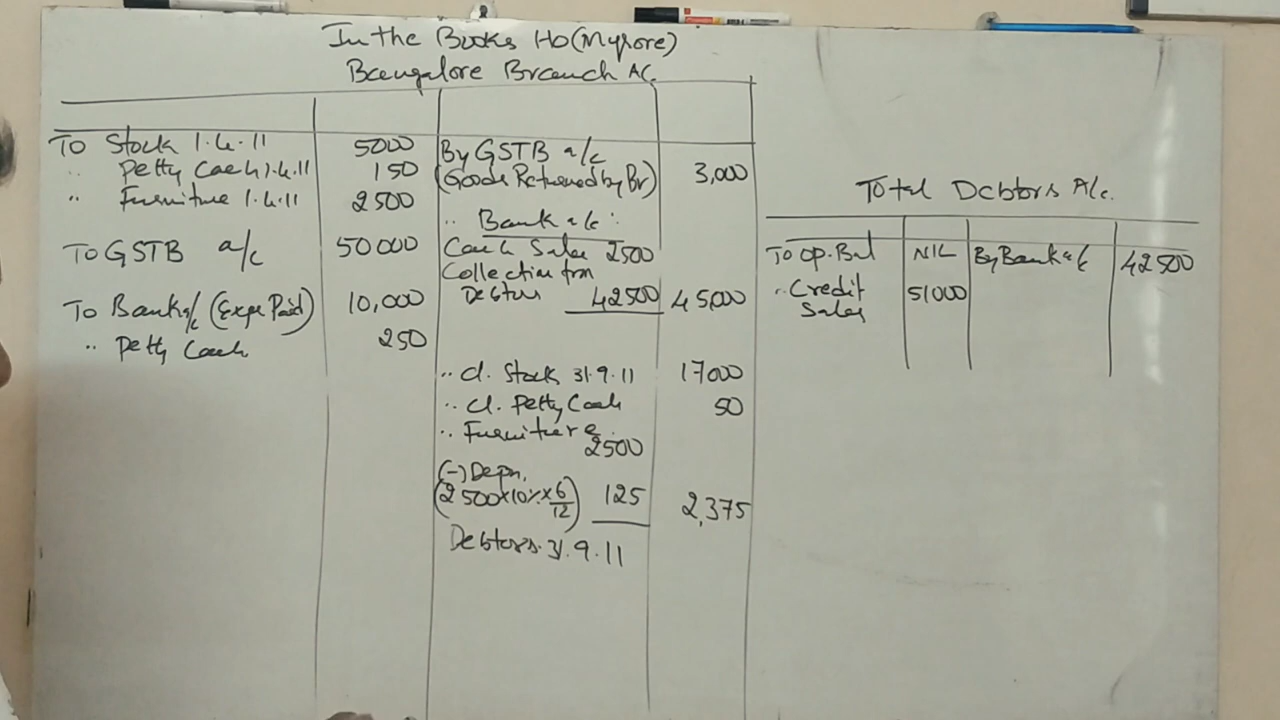 In the Books Ho (Mysore)
Bangalore Branch A/c.
To Stock 1.4.11 5000
" Petty Cash 1.4.11 150
" Furniture 1.4.11 2500
To GSTB a/c 50000
To Bank a/c (Expe Paid) 10,000
" Petty Cash 250
By GSTB a/c
(Goods Returned by Br) 3,000
" Bank a/c:
Cash Sales 2500
Collection from
Debtors 42500 45,000
" Cl. Stock 31.9.11 17000
" Cl. Petty Cash 50
" Furniture
2500
(-) Depn.
(2500x10%x6/12) 125 2,375
Debtors 31.9.11
Total Debtors A/c.
To Op. Bal NIL By Bank a/c 42500
" Credit 51000
Sales